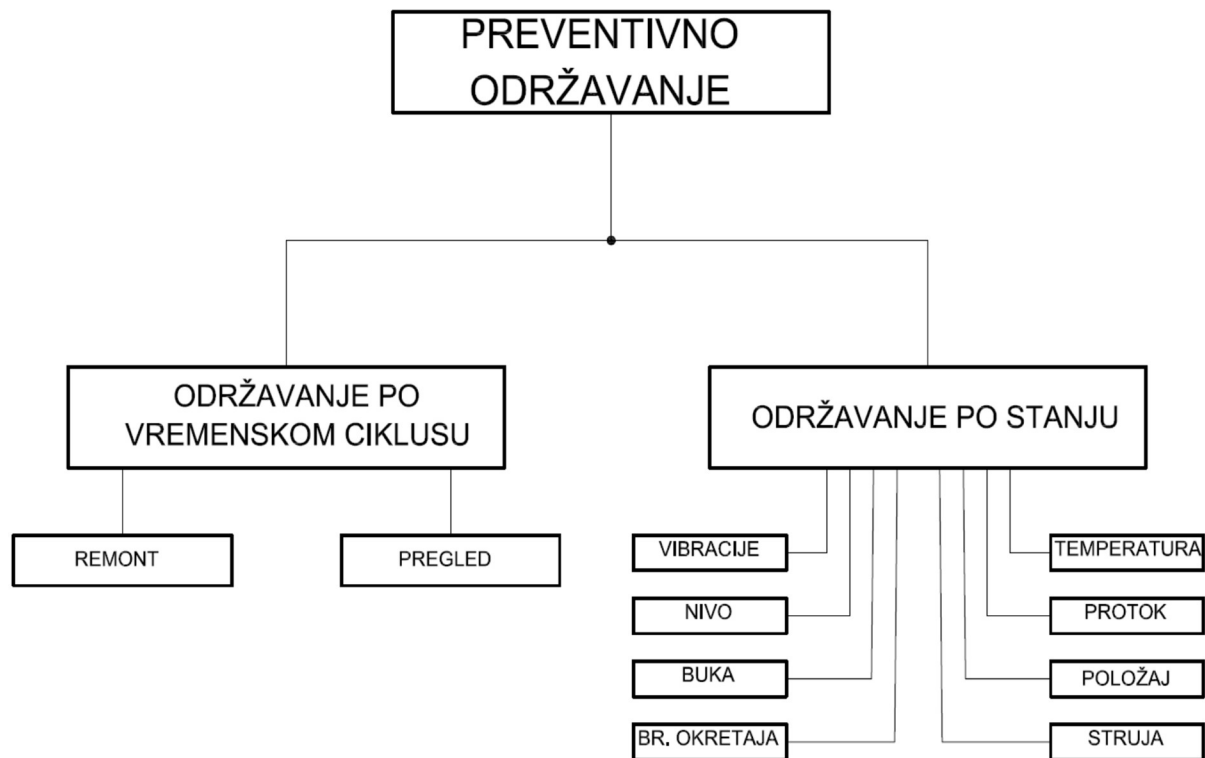 PREVENTIVNO
ODRŽAVANJE
ODRŽAVANJE PO
VREMENSKOM CIKLUSU
ODRŽAVANJE PO STANJU
REMONT
PREGLED
VIBRACIJE
TEMPERATURA
NIVO
PROTOK
BUKA
POLOŽAJ
BR. OKRETAJA
STRUJA